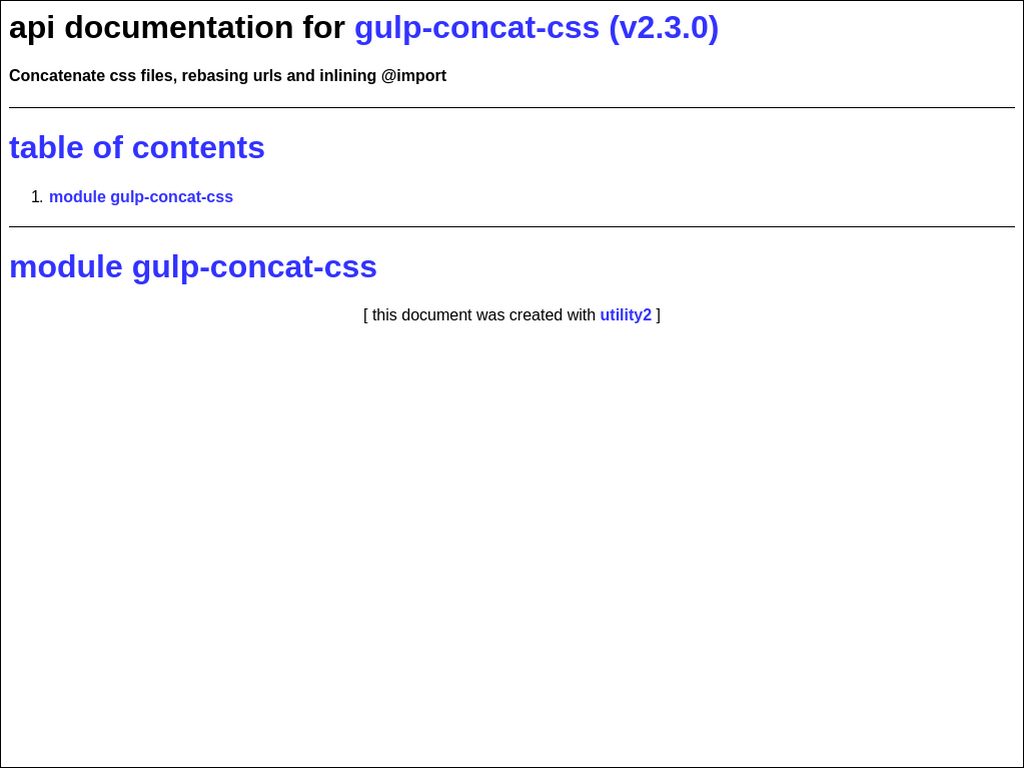 api documentation for gulp-concat-css (v2.3.0)
Concatenate css files, rebasing urls and inlining @import
table of contents
1. module gulp-concat-css
module gulp-concat-css
[ this document was created with utility2 ]